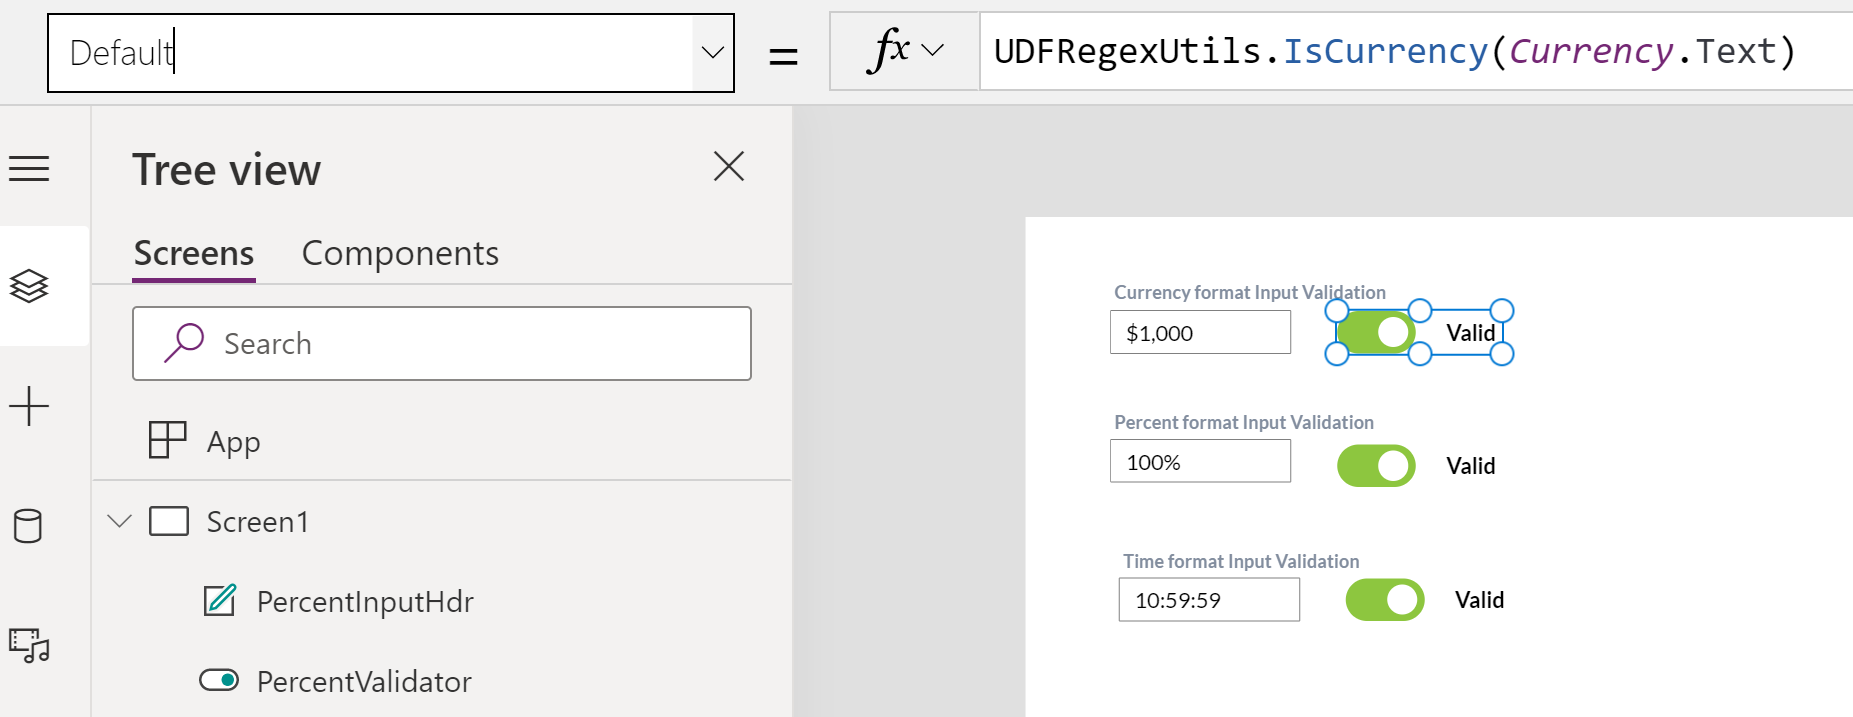 Default = fx UDFRegexUtils.IsCurrency(Currency.Text)
Tree view
Screens Components
Search
App
Screen1
PercentInputHdr
PercentValidator
Currency format Input Validation
$1,000 Valid
Percent format Input Validation
100% Valid
Time format Input Validation
10:59:59 Valid